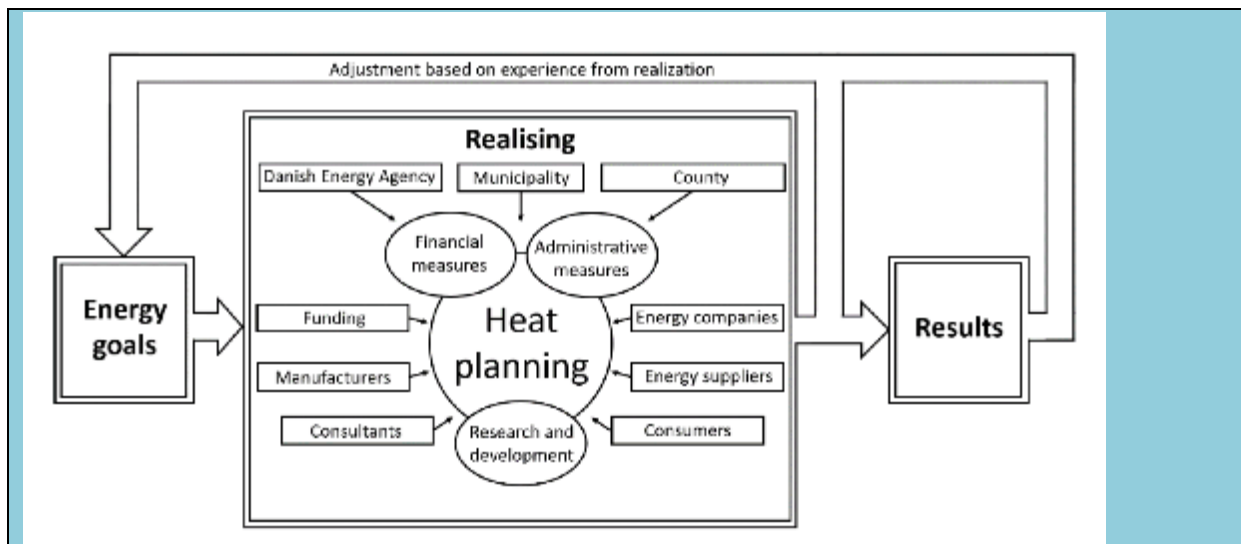 Adjustment based on experience from realization
Realising
Danish Energy Agency
Municipality
County
Financial
measures
Administrative
measures
Energy
goals
Funding
Heat
planning
Energy companies
Results
Manufacturers
Energy suppliers
Consultants
Research and
development
Consumers